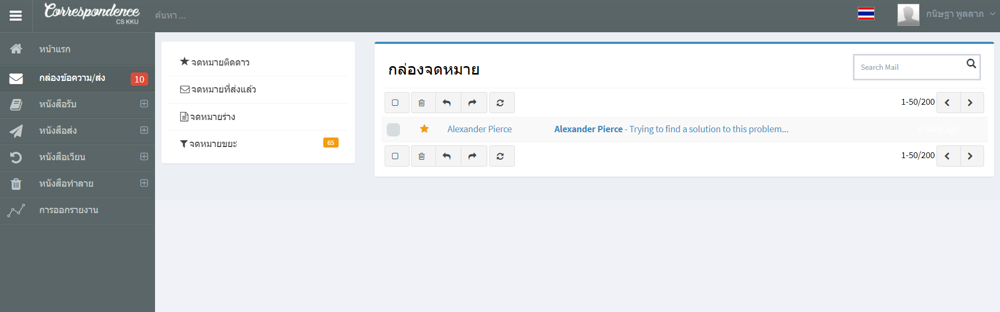 Correspondence
CS KKU
ค้นหา ...
กนิษฐา พูลลาภ
หน้าแรก
กล่องข้อความ/ส่ง 10
หนังสือรับ
หนังสือส่ง
หนังสือเวียน
หนังสือทำลาย
การออกรายงาน
จดหมายติดดาว
จดหมายที่ส่งแล้ว
จดหมายร่าง
จดหมายขยะ 65
กล่องจดหมาย
Search Mail
1-50/200
Alexander Pierce Alexander Pierce - Trying to find a solution to this problem... 5 mins ago
1-50/200